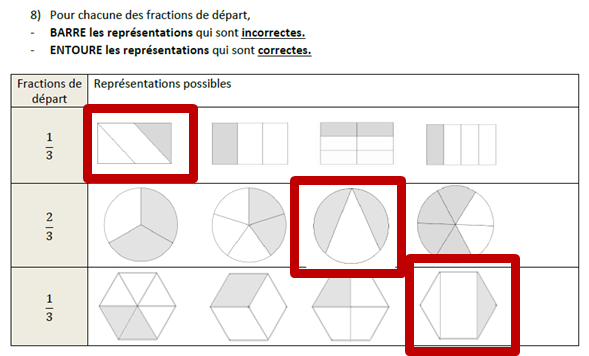 8) Pour chacune des fractions de départ,
- BARRE les représentations qui sont incorrectes.
- ENTOURE les représentations qui sont correctes.
Fractions de départ
Représentations possibles
1/3
2/3
1/3